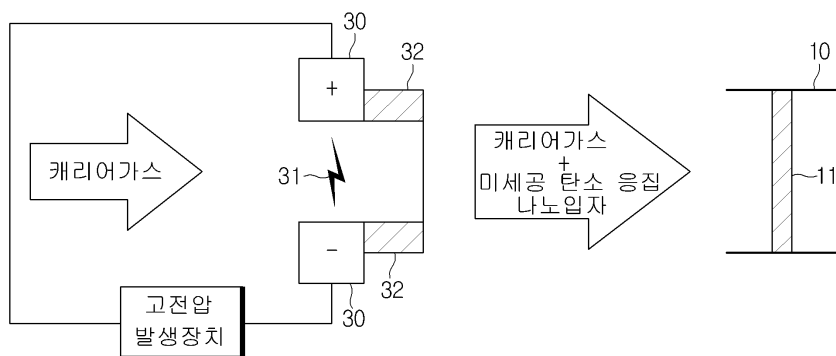 30
32
10
+
캐리어가스
31
캐리어가스
+
미세공 탄소 응집
나노입자
11
-
32
30
고전압
발생장치